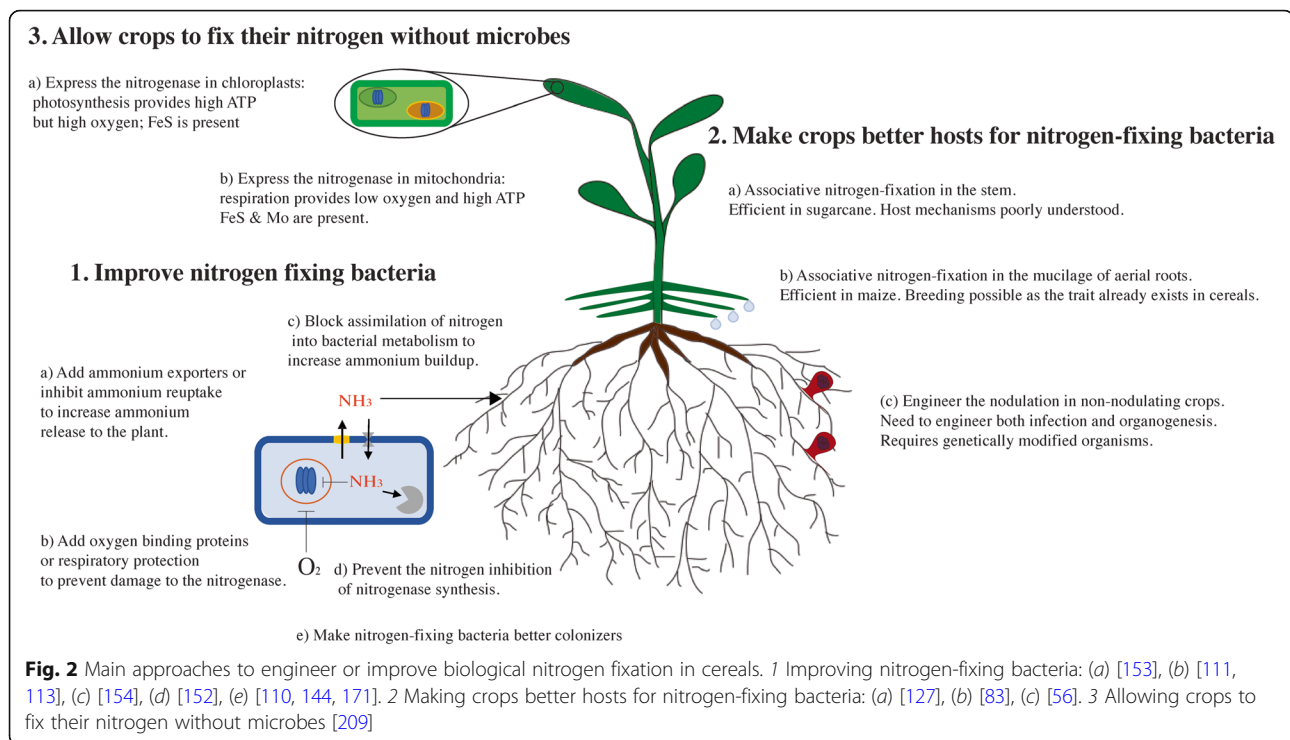 3. Allow crops to fix their nitrogen without microbes
a) Express the nitrogenase in chloroplasts:
photosynthesis provides high ATP
but high oxygen; FeS is present
b) Express the nitrogenase in mitochondria:
respiration provides low oxygen and high ATP
FeS & Mo are present.
2. Make crops better hosts for nitrogen-fixing bacteria
a) Associative nitrogen-fixation in the stem.
Efficient in sugarcane. Host mechanisms poorly understood.
b) Associative nitrogen-fixation in the mucilage of aerial roots.
Efficient in maize. Breeding possible as the trait already exists in cereals.
(c) Engineer the nodulation in non-nodulating crops.
Need to engineer both infection and organogenesis.
Requires genetically modified organisms.
1. Improve nitrogen fixing bacteria
c) Block assimilation of nitrogen
into bacterial metabolism to
increase ammonium buildup.
a) Add ammonium exporters or
inhibit ammonium reuptake
to increase ammonium
release to the plant.
NH3
NH3
b) Add oxygen binding proteins
or respiratory protection
to prevent damage to the nitrogenase.
O2
d) Prevent the nitrogen inhibition
of nitrogenase synthesis.
e) Make nitrogen-fixing bacteria better colonizers
Fig. 2 Main approaches to engineer or improve biological nitrogen fixation in cereals. 1 Improving nitrogen-fixing bacteria: (a) [153], (b) [111,
113], (c) [154], (d) [152], (e) [110, 144, 171]. 2 Making crops better hosts for nitrogen-fixing bacteria: (a) [127], (b) [83], (c) [56]. 3 Allowing crops to
fix their nitrogen without microbes [209]